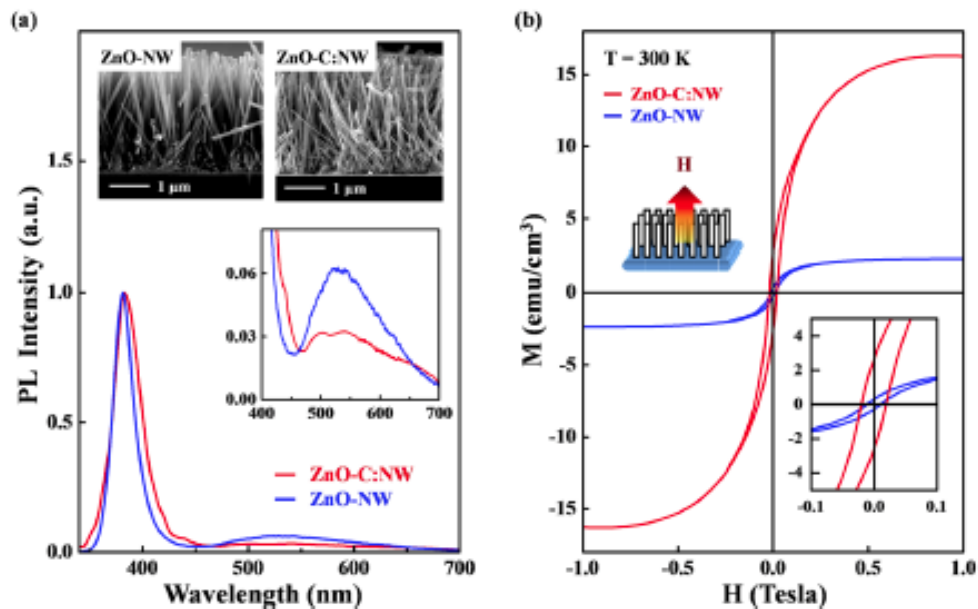 (a)
ZnO-NW
ZnO-C:NW
1 μm
1 μm
1.5
1.0
0.5
0.0
PL Intensity (a.u.)
0.06
0.03
0.00
400 500 600 700
ZnO-C:NW
ZnO-NW
400 500 600 700
Wavelength (nm)
(b)
T = 300 K
ZnO-C:NW
ZnO-NW
H
15
10
5
0
-5
-10
-15
M (emu/cm³)
4
2
0
-2
-4
-0.1 0.0 0.1
-1.0 -0.5 0.0 0.5 1.0
H (Tesla)